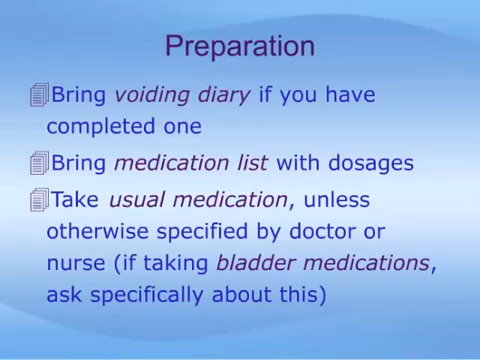 Preparation
Bring voiding diary if you have
completed one
Bring medication list with dosages
Take usual medication, unless
otherwise specified by doctor or
nurse (if taking bladder medications,
ask specifically about this)